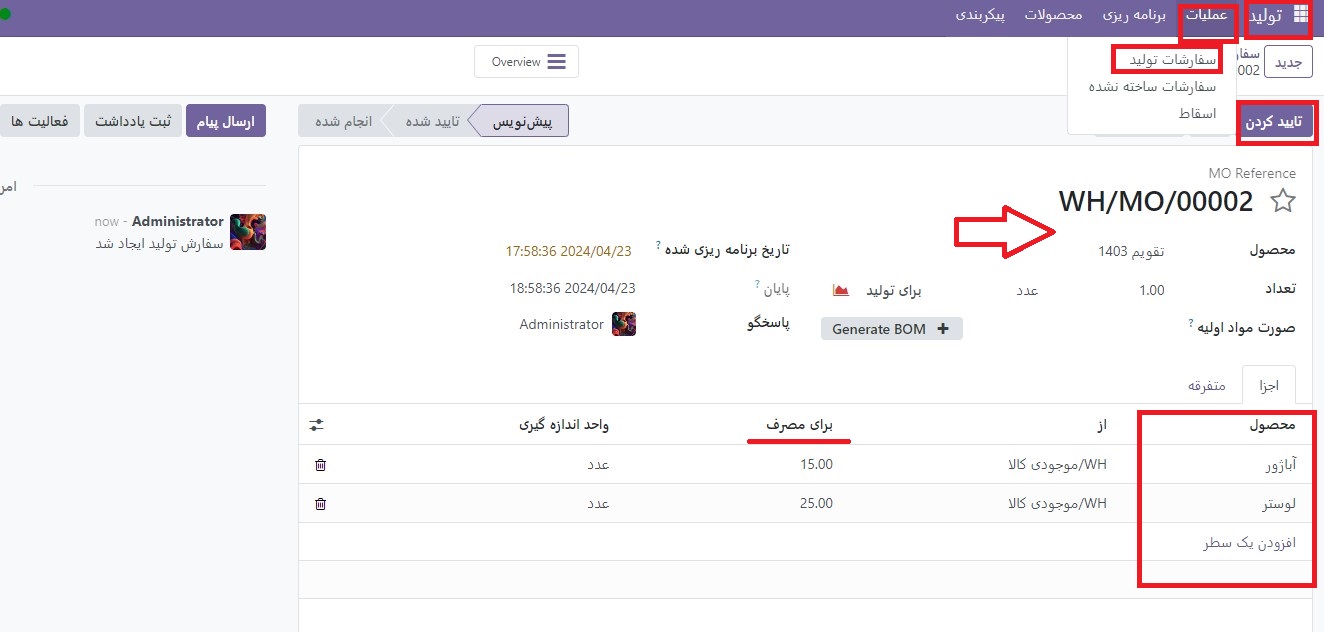 تولید عملیات برنامه ریزی محصولات پیکربندی
سفارشات تولید
سفارشات ساخته نشده
اسقاط
جدید
Overview
تایید کردن
پیش‌نویس تایید شده انجام شده
ارسال پیام ثبت یادداشت فعالیت ها
MO Reference
WH/MO/00002
محصول تقویم 1403
تعداد 1.00 عدد برای تولید
صورت مواد اولیه ? Generate BOM
تاریخ برنامه ریزی شده ? 2024/04/23 17:58:36
پایان ? 2024/04/23 18:58:36
پاسخگو Administrator
اجزا متفرقه
محصول از برای مصرف واحد اندازه گیری
آباژور WH/موجودی کالا 15.00 عدد
لوستر WH/موجودی کالا 25.00 عدد
افزودن یک سطر
Administrator - now
سفارش تولید ایجاد شد